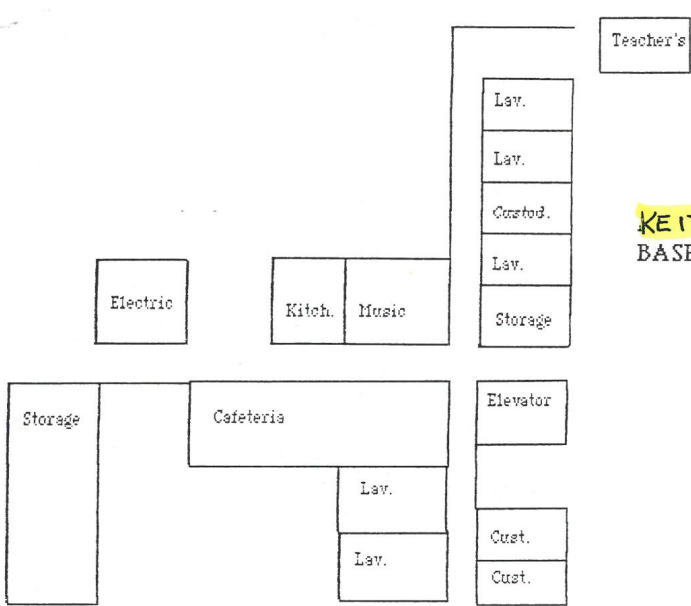 Teacher's
Lav.
Lav.
Custod.
Lav.
Storage
Electric
Kitch.
Music
Storage
Cafeteria
Elevator
Lav.
Lav.
Cust.
Cust.